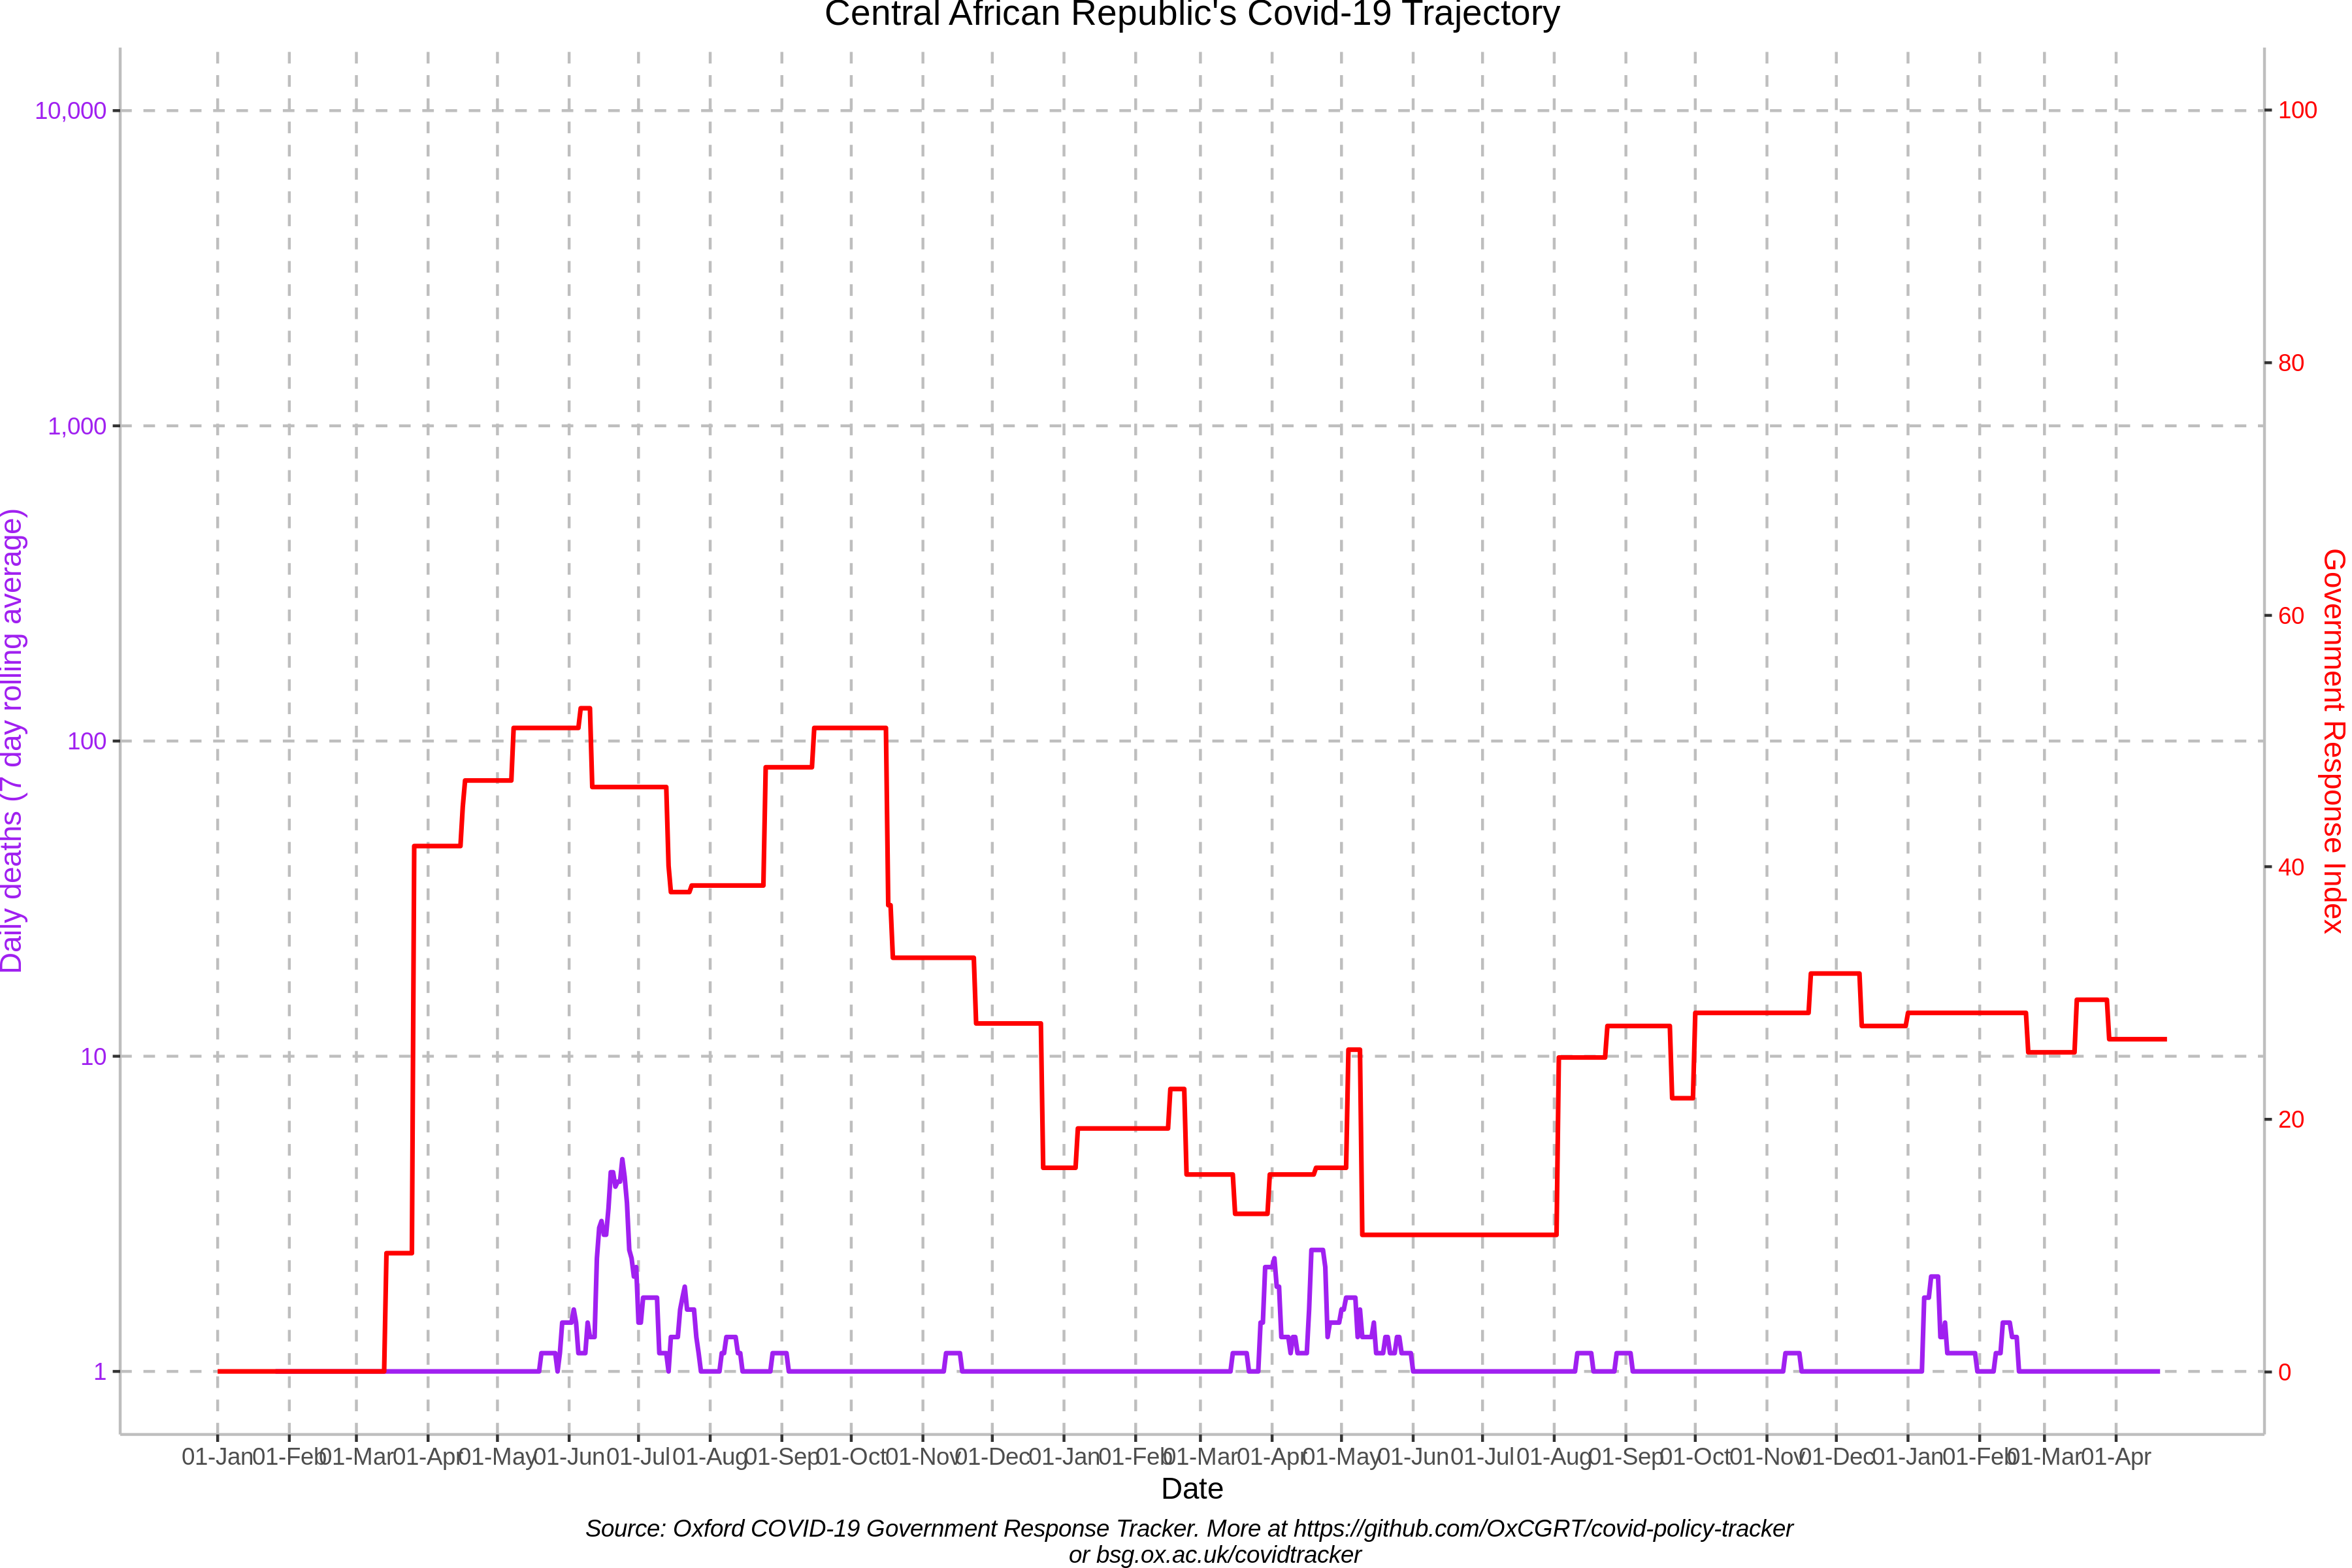 Central African Republic's Covid-19 Trajectory
10,000
1,000
100
10
1
Daily deaths (7 day rolling average)
100
80
60
40
20
0
Government Response Index
01-Jan 01-Feb 01-Mar 01-Apr 01-May 01-Jun 01-Jul 01-Aug 01-Sep 01-Oct 01-Nov 01-Dec 01-Jan 01-Feb 01-Mar 01-Apr 01-May 01-Jun 01-Jul 01-Aug 01-Sep 01-Oct 01-Nov 01-Dec 01-Jan 01-Feb 01-Mar 01-Apr
Date
Source: Oxford COVID-19 Government Response Tracker. More at https://github.com/OxCGRT/covid-policy-tracker
or bsg.ox.ac.uk/covidtracker